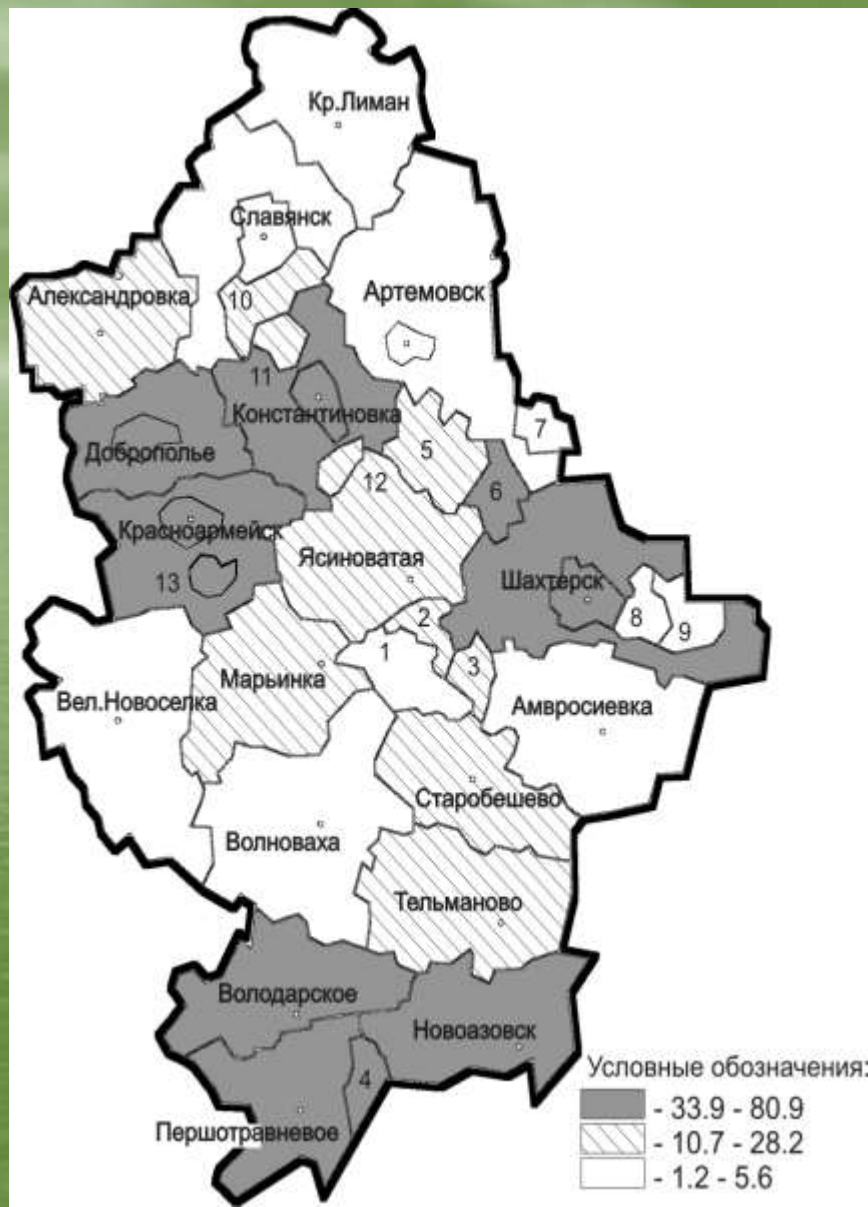 Кр.Лиман
Славянск
Александровка
10
Артемовск
11
Константиновка
7
Доброполье
5
12
6
Красноармейск
Ясиноватая
13
Шахтерск
2
8
9
1
3
Марьинка
Вел.Новоселка
Амвросиевка
Старобешево
Волноваха
Тельманово
Володарское
Новоазовск
4
Першотравневое
Условные обозначения:
- 33.9 - 80.9
- 10.7 - 28.2
- 1.2 - 5.6